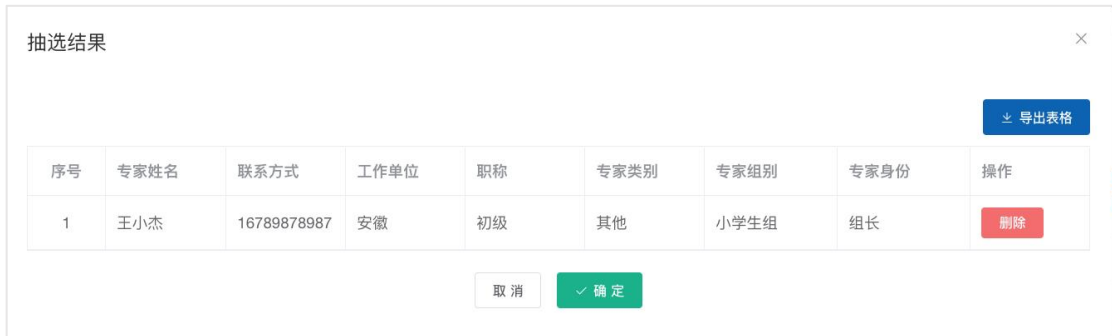 抽选结果
导出表格
序号 专家姓名 联系方式 工作单位 职称 专家类别 专家组别 专家身份 操作
1 王小杰 16789878987 安徽 初级 其他 小学生组 组长 删除
取消 确定